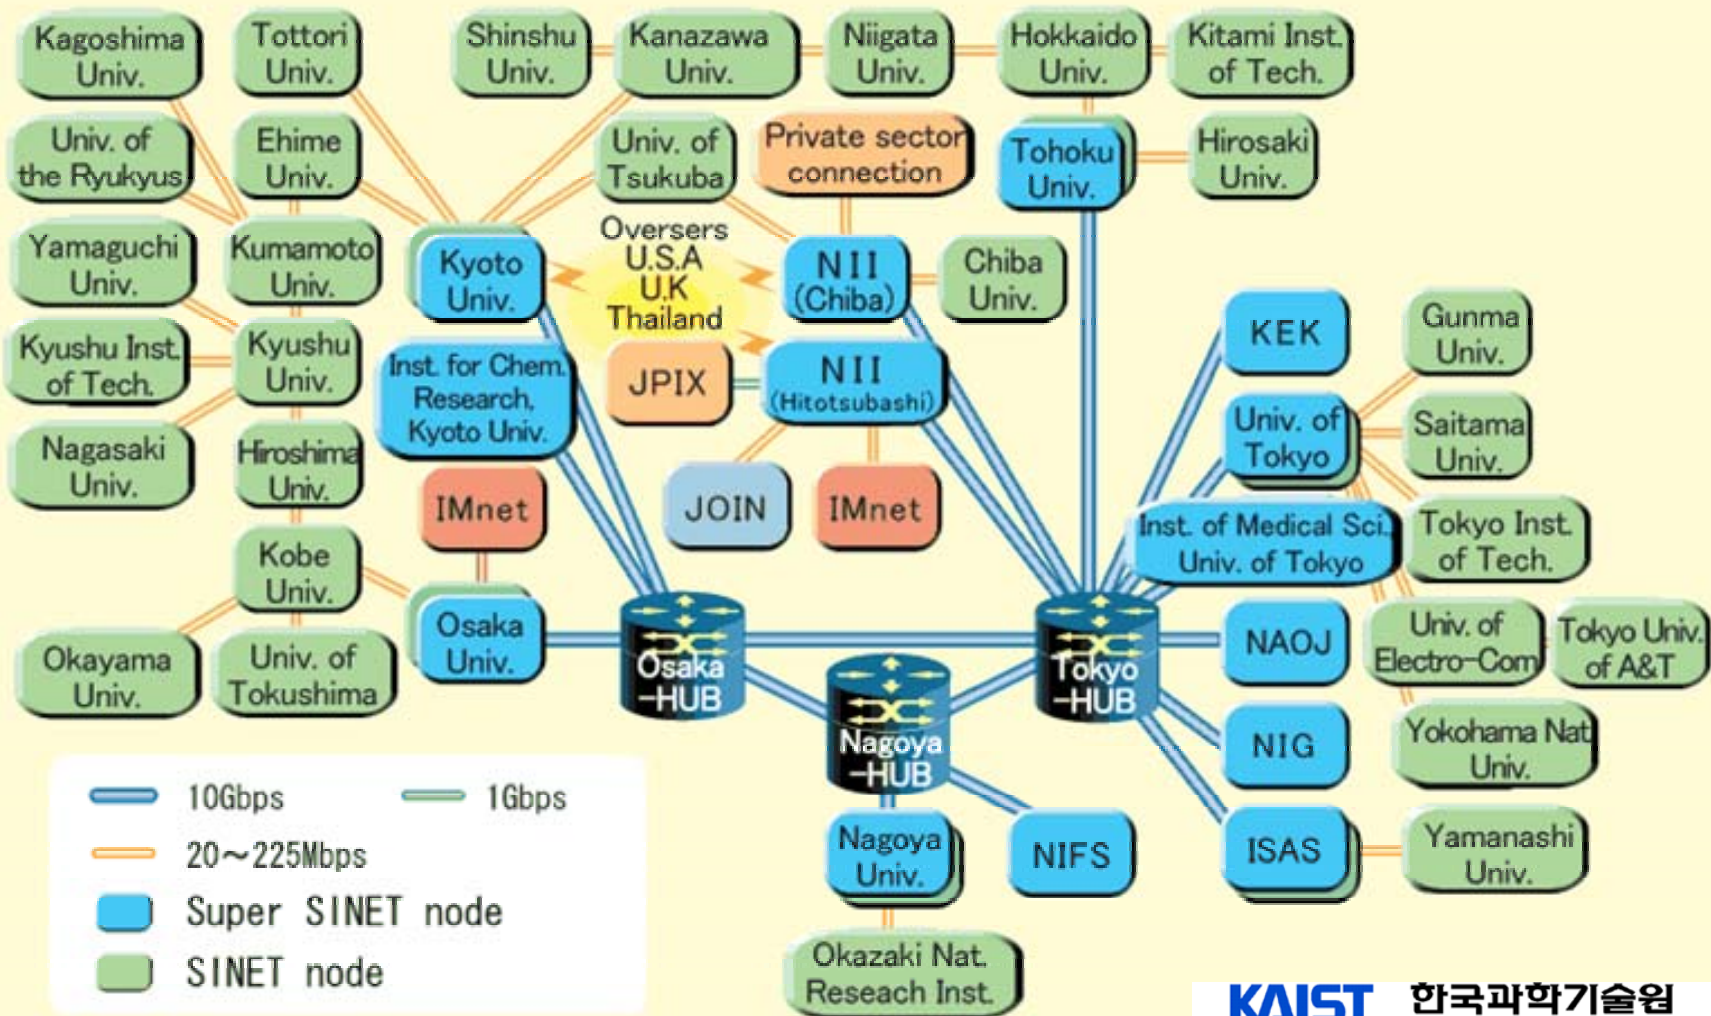 Kagoshima
Univ.
Tottori
Univ.
Shinshu
Univ.
Kanazawa
Univ.
Niigata
Univ.
Hokkaido
Univ.
Kitami Inst.
of Tech.
Univ. of
the Ryukyus
Ehime
Univ.
Univ. of
Tsukuba
Private sector
connection
Tohoku
Univ.
Hirosaki
Univ.
Yamaguchi
Univ.
Kumamoto
Univ.
Kyoto
Univ.
Oversers
U.S.A
U.K
Thailand
NII
(Chiba)
Chiba
Univ.
Kyushu Inst.
of Tech.
Kyushu
Univ.
Inst. for Chem.
Research,
Kyoto Univ.
JPIX
NII
(Hitotsubashi)
KEK
Gunma
Univ.
Nagasaki
Univ.
Hiroshima
Univ.
IMnet
JOIN
IMnet
Univ. of
Tokyo
Saitama
Univ.
Inst. of Medical Sci.,
Univ. of Tokyo
Tokyo Inst.
of Tech.
Kobe
Univ.
Okayama
Univ.
Univ. of
Tokushima
Osaka
Univ.
Osaka
-HUB
Nagoya
-HUB
Tokyo
-HUB
NAOJ
Univ. of
Electro-Com
Tokyo Univ.
of A&T
NIG
Yokohama Nat.
Univ.
Nagoya
Univ.
NIFS
ISAS
Yamanashi
Univ.
Okazaki Nat.
Reseach Inst.
10Gbps
1Gbps
20～225Mbps
Super SINET node
SINET node
KAIST 한국과학기술원